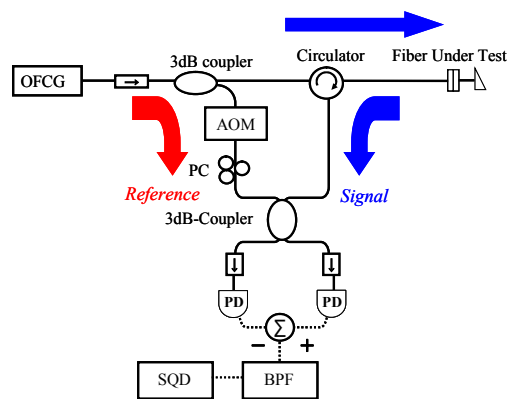 3dB coupler
Circulator
Fiber Under Test
OFCG
AOM
PC
Reference
Signal
3dB-Coupler
PD
PD
Σ
− +
SQD
BPF